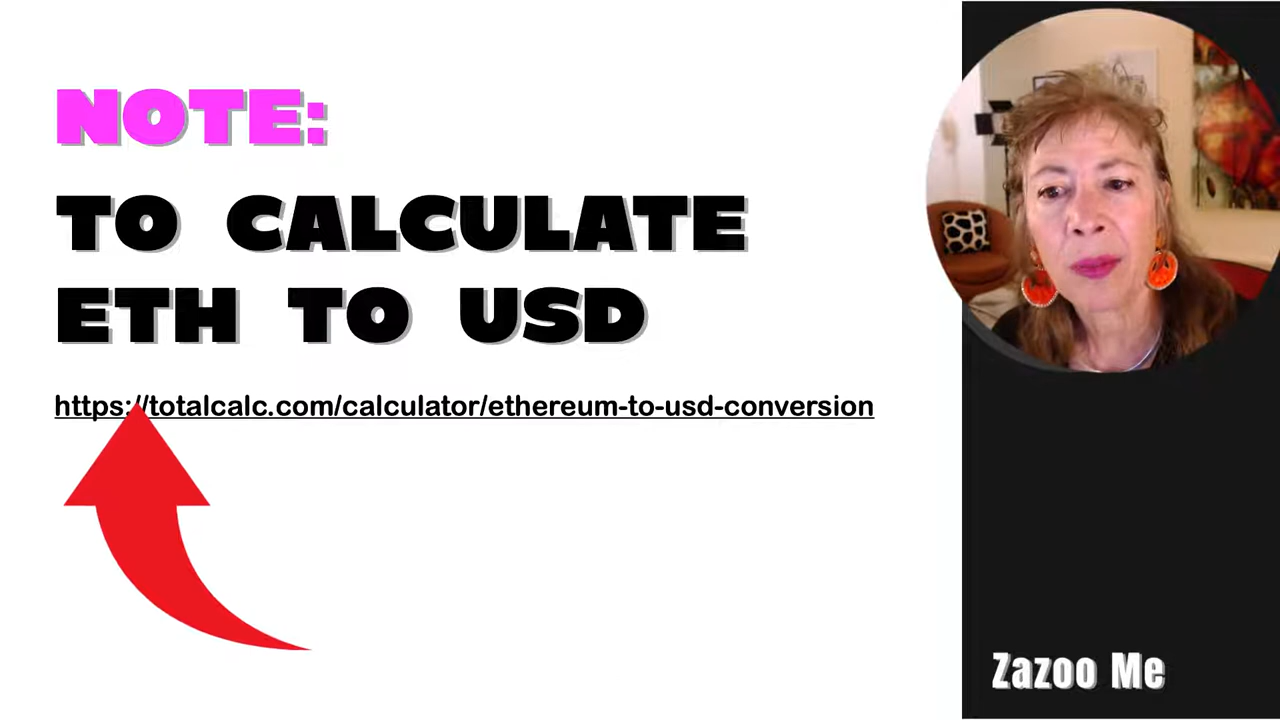 NOTE:
TO CALCULATE
ETH TO USD
https://totalcalc.com/calculator/ethereum-to-usd-conversion
Zazoo Me